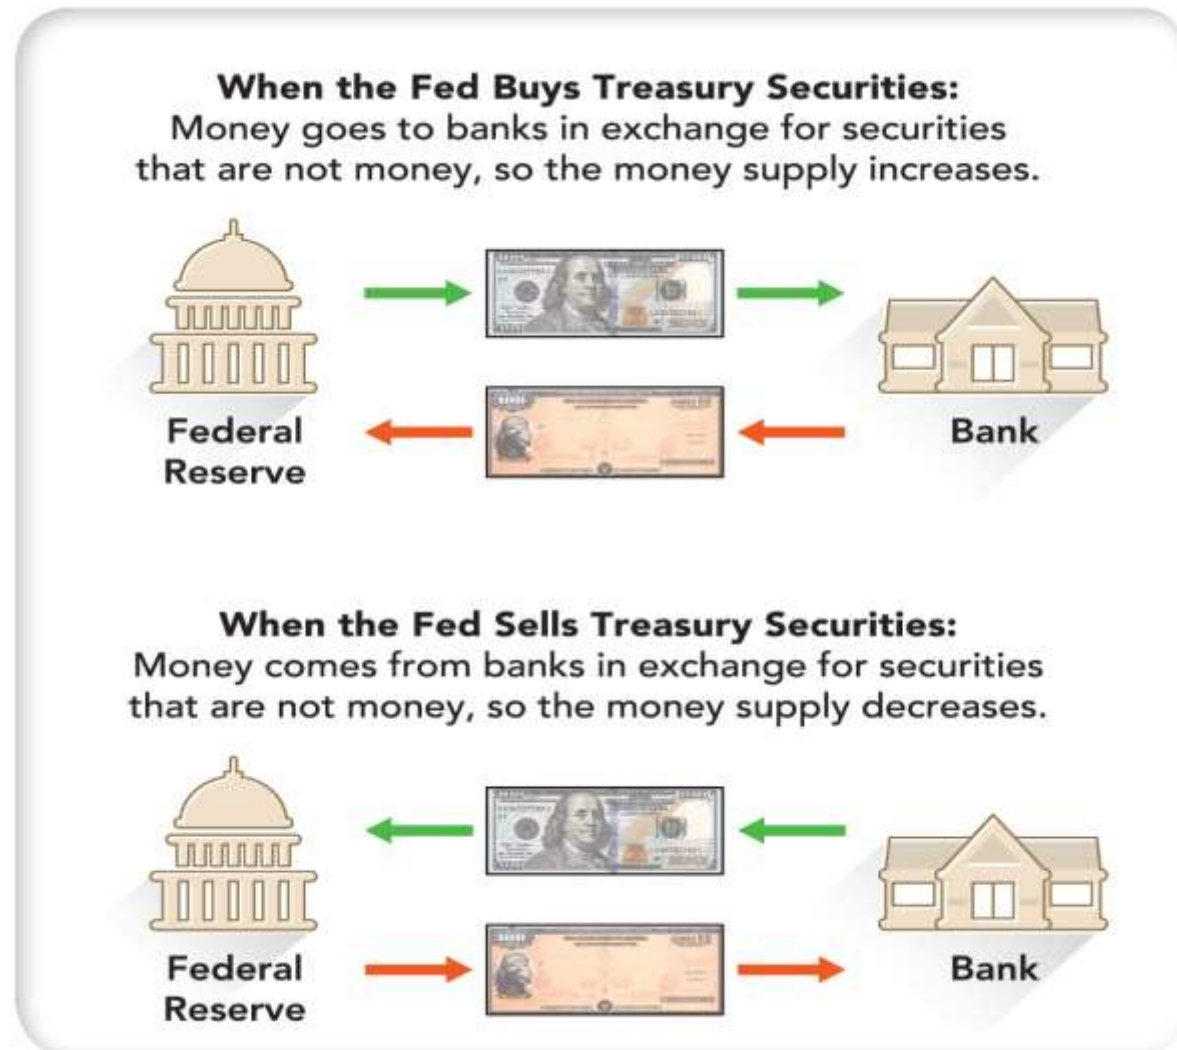 When the Fed Buys Treasury Securities:
Money goes to banks in exchange for securities
that are not money, so the money supply increases.
Federal
Reserve
Bank
When the Fed Sells Treasury Securities:
Money comes from banks in exchange for securities
that are not money, so the money supply decreases.
Federal
Reserve
Bank